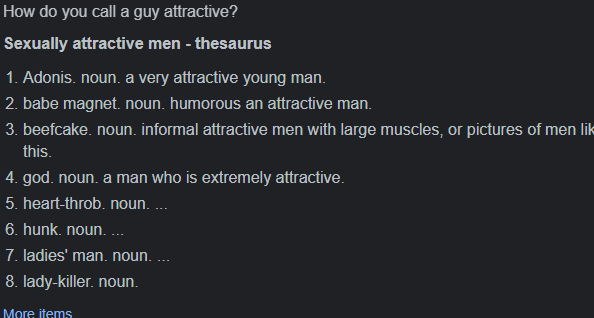 How do you call a guy attractive?
Sexually attractive men - thesaurus
1. Adonis. noun. a very attractive young man.
2. babe magnet. noun. humorous an attractive man.
3. beefcake. noun. informal attractive men with large muscles, or pictures of men lik
this.
4. god. noun. a man who is extremely attractive.
5. heart-throb. noun. ...
6. hunk. noun. ...
7. ladies' man. noun. ...
8. lady-killer. noun.
More items